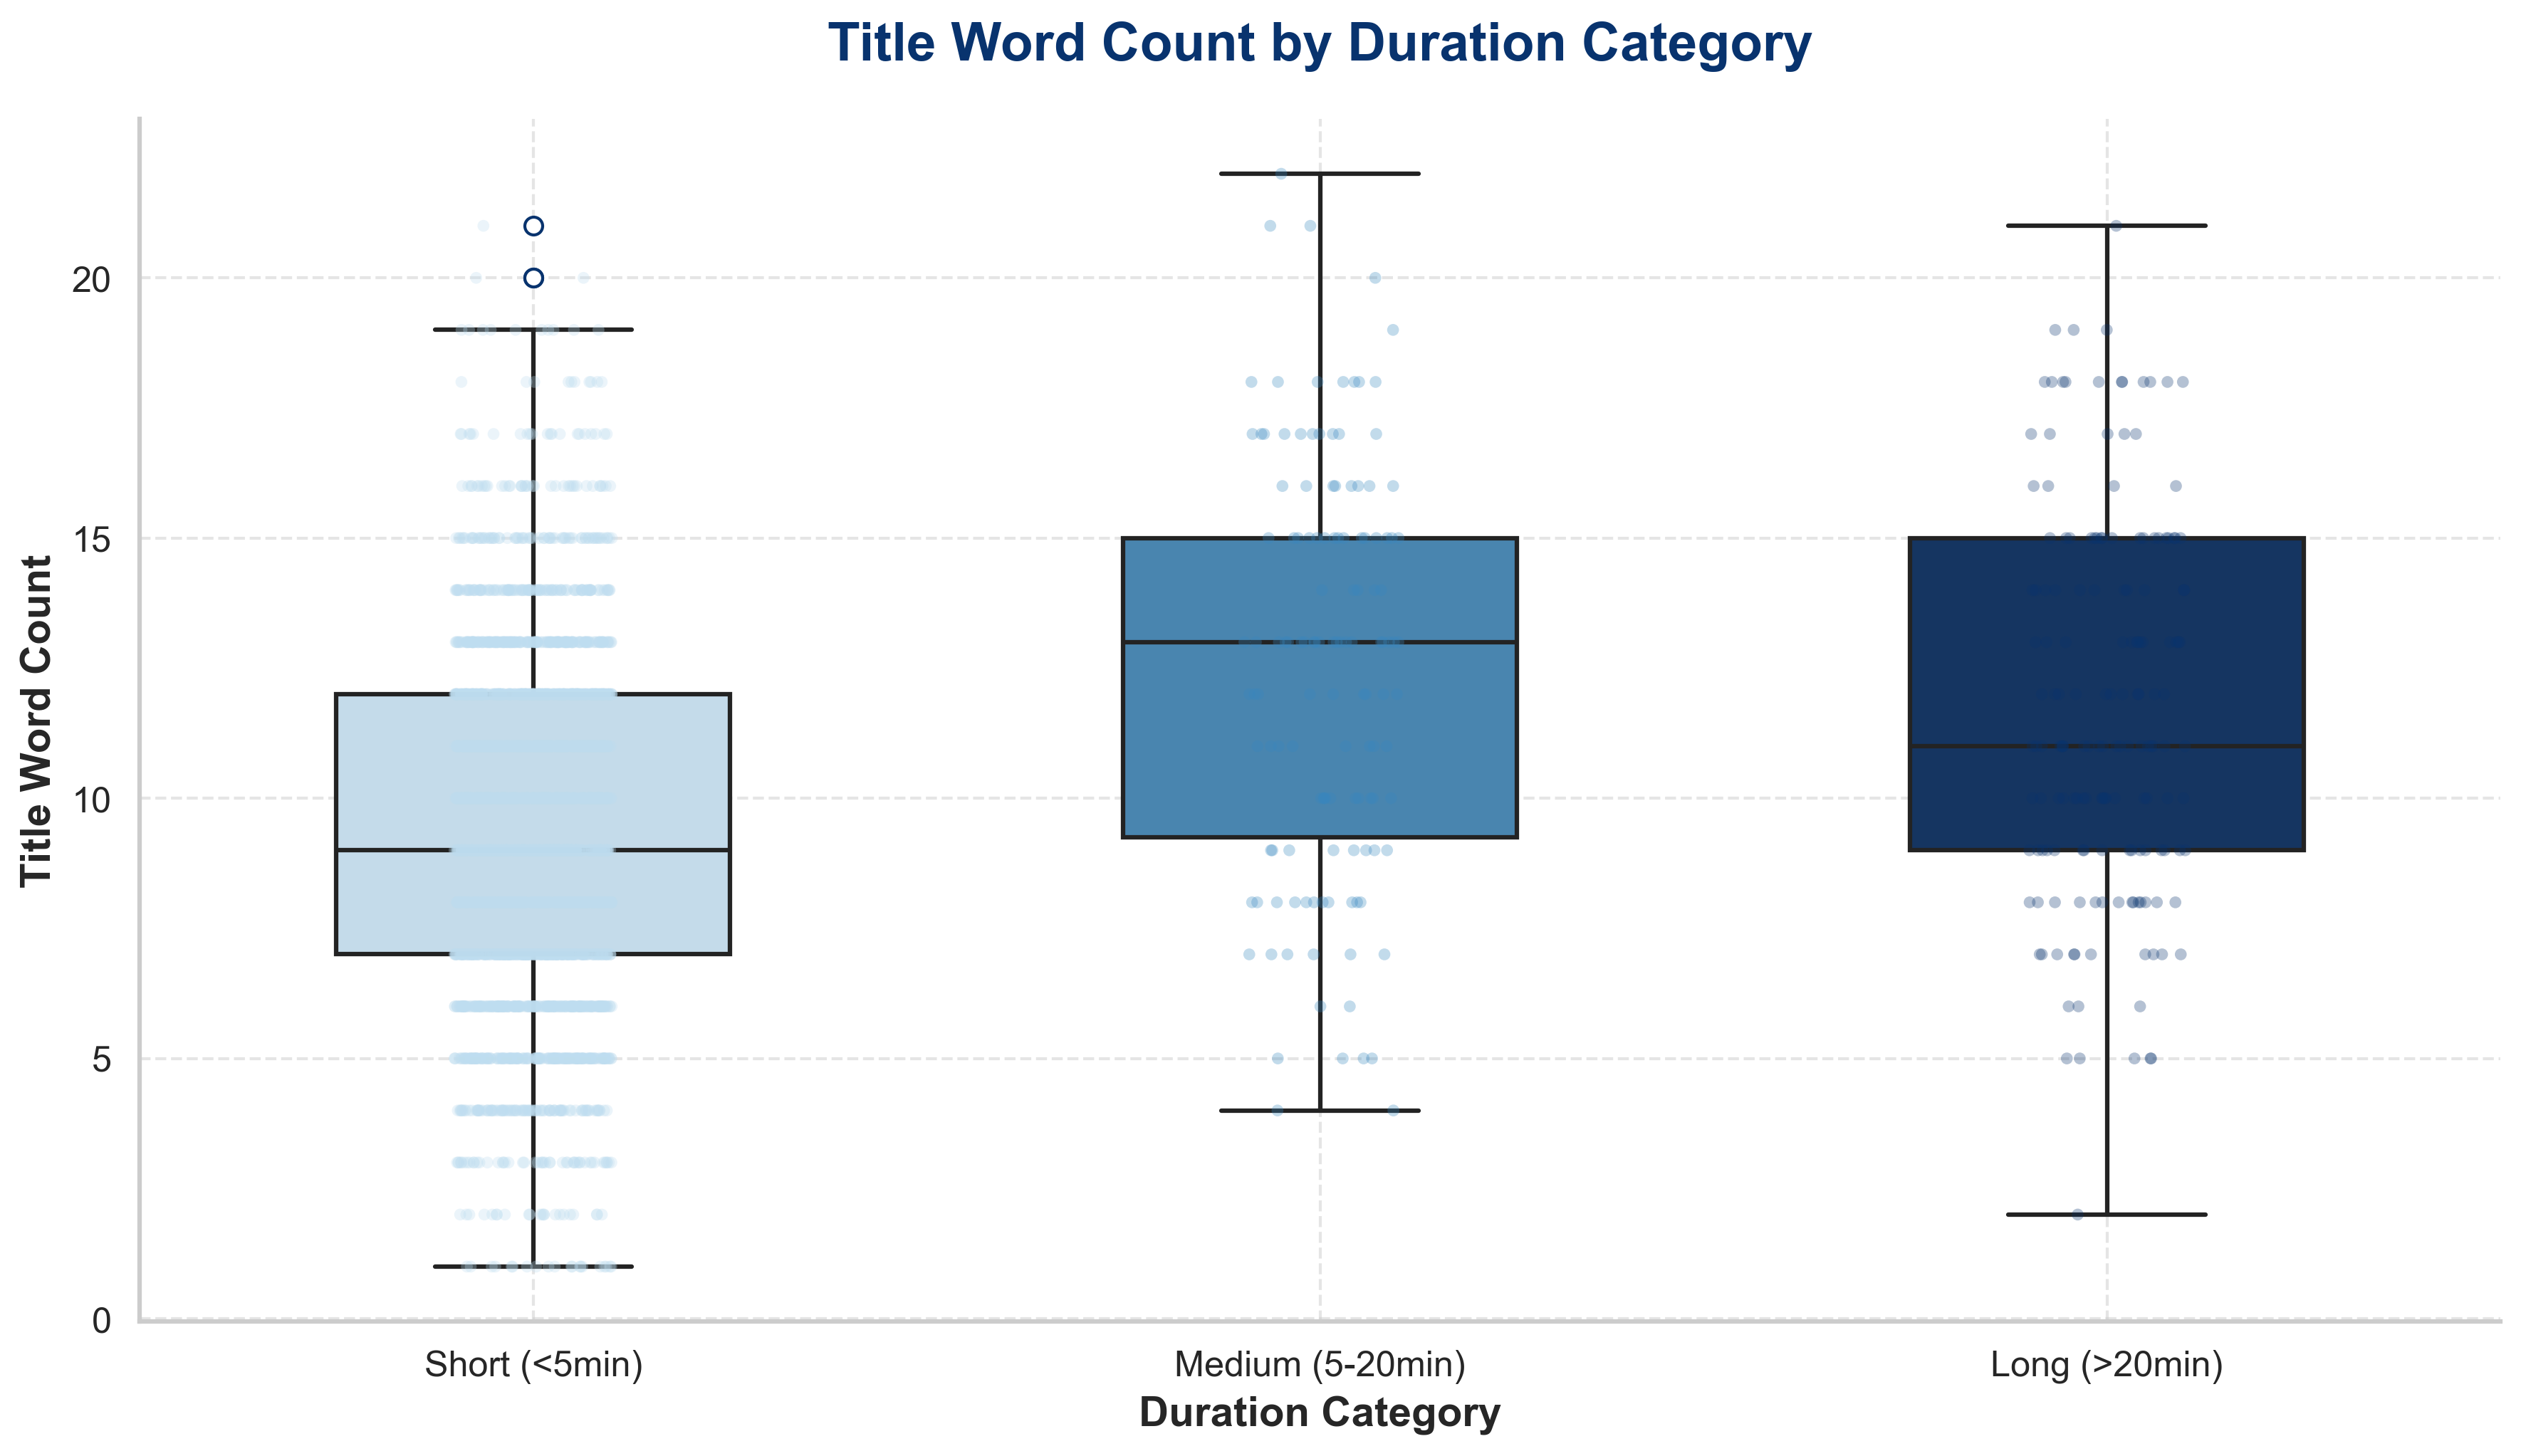 Title Word Count by Duration Category
Title Word Count
20
15
10
5
0
Short (<5min)
Medium (5-20min)
Long (>20min)
Duration Category